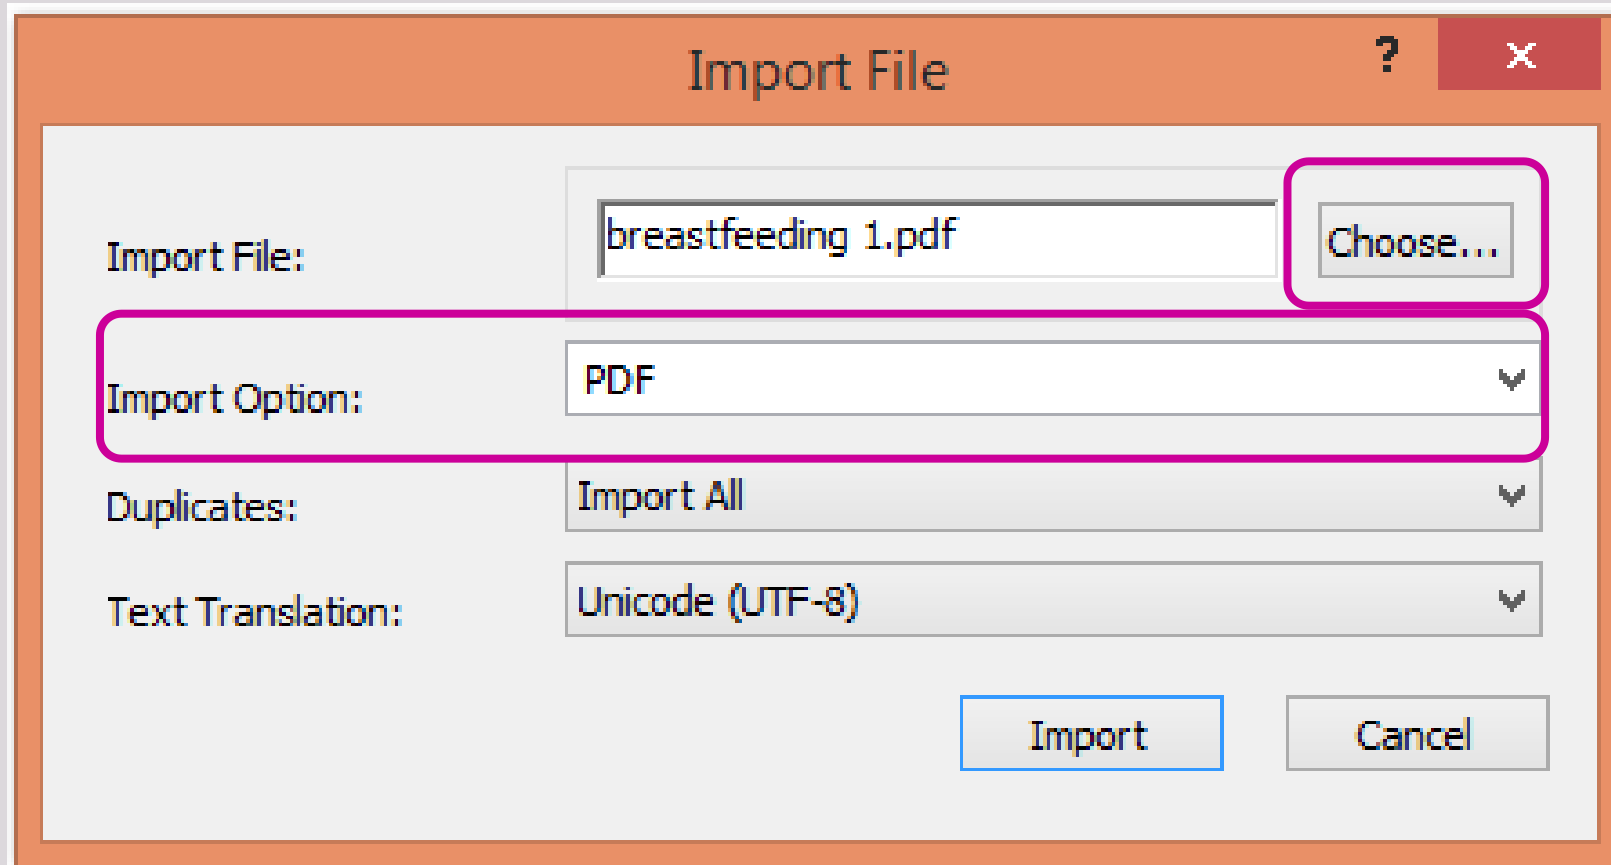 Import File
?
x
Import File:
breastfeeding 1.pdf
Choose...
Import Option:
PDF
Duplicates:
Import All
Text Translation:
Unicode (UTF-8)
Import
Cancel